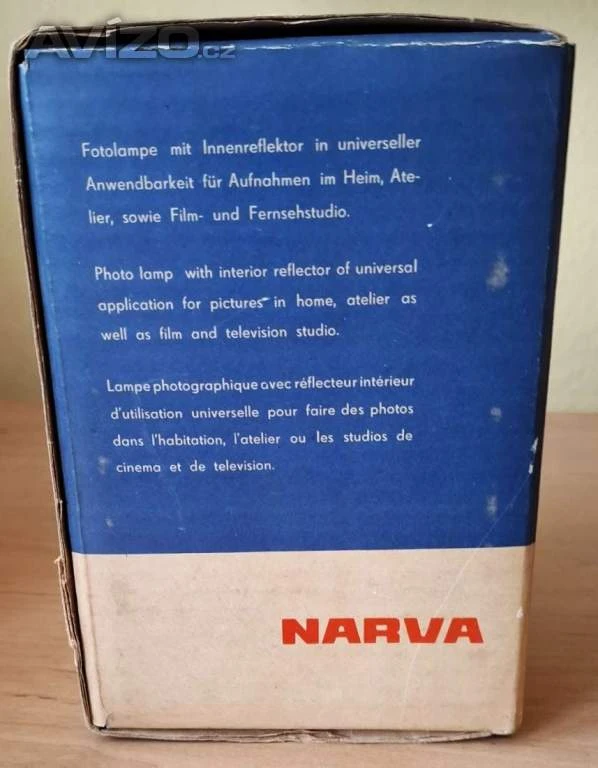 AVÍZO.cz
Fotolampe mit Innenreflektor in universeller
Anwendbarkeit für Aufnahmen im Heim, Ate-
lier, sowie Film- und Fernsehstudio.
Photo lamp with interior reflector of universal
application for pictures in home, atelier as
well as film and television studio.
Lampe photographique avec réflecteur intérieur
d'utilisation universelle pour faire des photos
dans l'habitation, l'atelier ou les studios de
cinema et de television.
NARVA